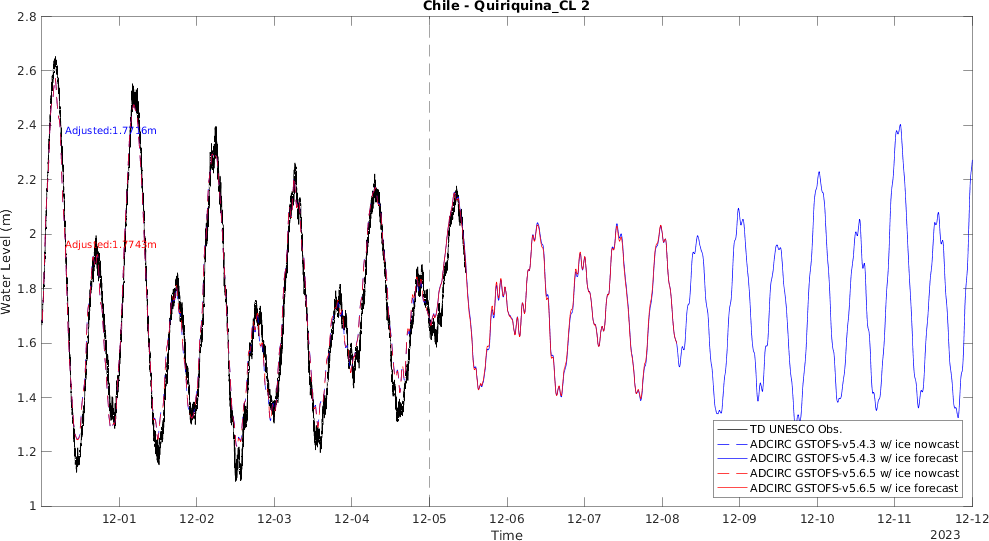 Chile - Quiriquina_CL 2
2.8
2.6
2.4
2.2
2
1.8
1.6
1.4
1.2
1
Water Level (m)
Adjusted:1.7716m
Adjusted:1.7743m
TD UNESCO Obs.
ADCIRC GSTOFS-v5.4.3 w/ ice nowcast
ADCIRC GSTOFS-v5.4.3 w/ ice forecast
ADCIRC GSTOFS-v5.6.5 w/ ice nowcast
ADCIRC GSTOFS-v5.6.5 w/ ice forecast
12-01 12-02 12-03 12-04 12-05 12-06 12-07 12-08 12-09 12-10 12-11 12-12
Time
2023